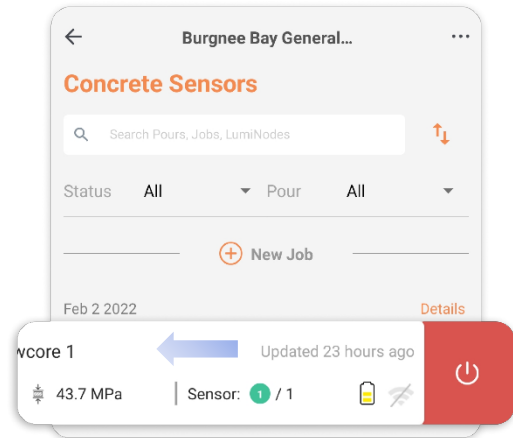 Burgnee Bay General...
Concrete Sensors
Search Pours, Jobs, LumiNodes
Status All Pour All
New Job
Feb 2 2022 Details
wcore 1 Updated 23 hours ago
43.7 MPa Sensor: 1 / 1